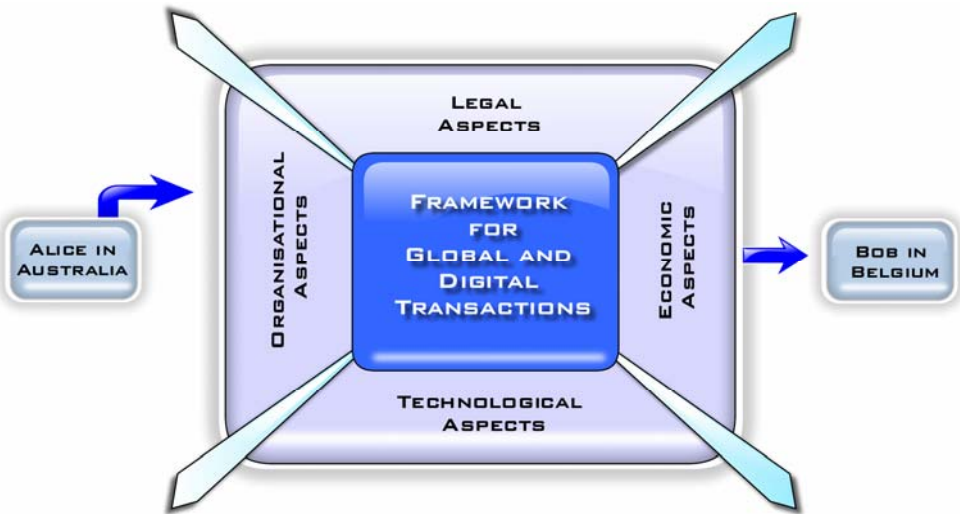 LEGAL
ASPECTS
ORGANISATIONAL
ASPECTS
FRAMEWORK
FOR
GLOBAL AND
DIGITAL
TRANSACTIONS
ECONOMIC
ASPECTS
ALICE IN
AUSTRALIA
BOB IN
BELGIUM
TECHNOLOGICAL
ASPECTS